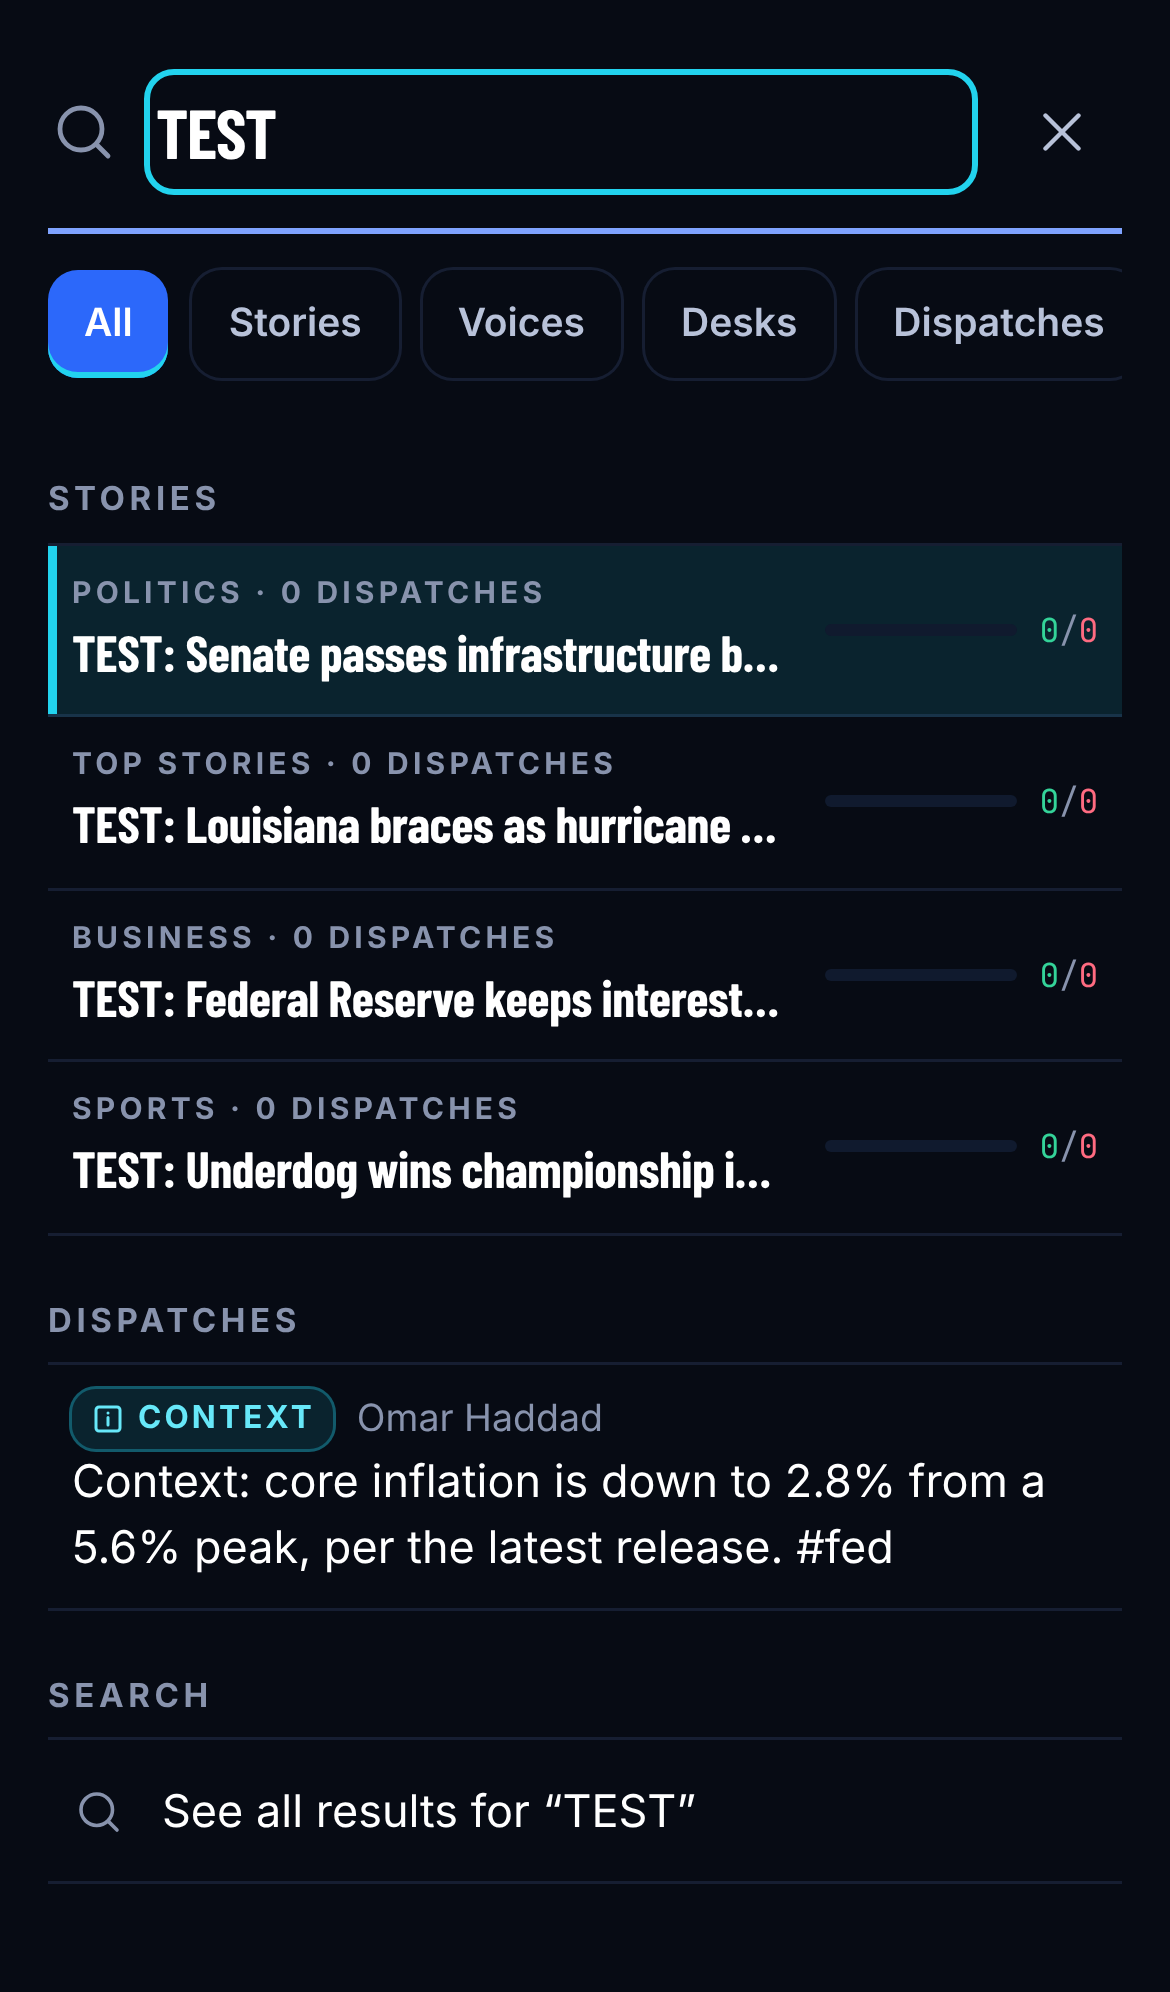 TEST
All
Stories
Voices
Desks
Dispatches
STORIES
POLITICS · 0 DISPATCHES
TEST: Senate passes infrastructure b...
0/0
TOP STORIES · 0 DISPATCHES
TEST: Louisiana braces as hurricane ...
0/0
BUSINESS · 0 DISPATCHES
TEST: Federal Reserve keeps interest...
0/0
SPORTS · 0 DISPATCHES
TEST: Underdog wins championship i...
0/0
DISPATCHES
CONTEXT Omar Haddad
Context: core inflation is down to 2.8% from a
5.6% peak, per the latest release. #fed
SEARCH
See all results for “TEST”